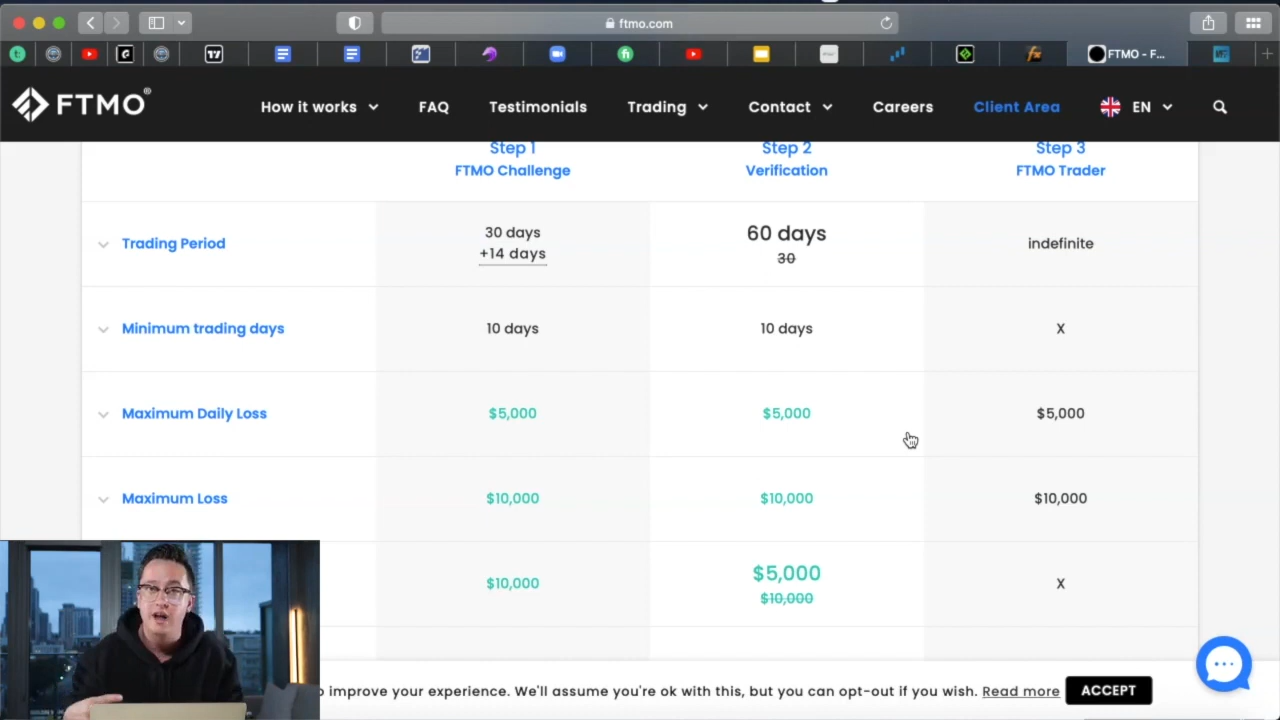 ftmo.com
FTMO - F...
FTMO®
How it works
FAQ
Testimonials
Trading
Contact
Careers
Client Area
EN
Step 1
FTMO Challenge
Step 2
Verification
Step 3
FTMO Trader
Trading Period
30 days
+14 days
60 days
30
indefinite
Minimum trading days
10 days
10 days
X
Maximum Daily Loss
$5,000
$5,000
$5,000
Maximum Loss
$10,000
$10,000
$10,000
$10,000
$5,000
$10,000
X
to improve your experience. We'll assume you're ok with this, but you can opt-out if you wish. Read more
ACCEPT